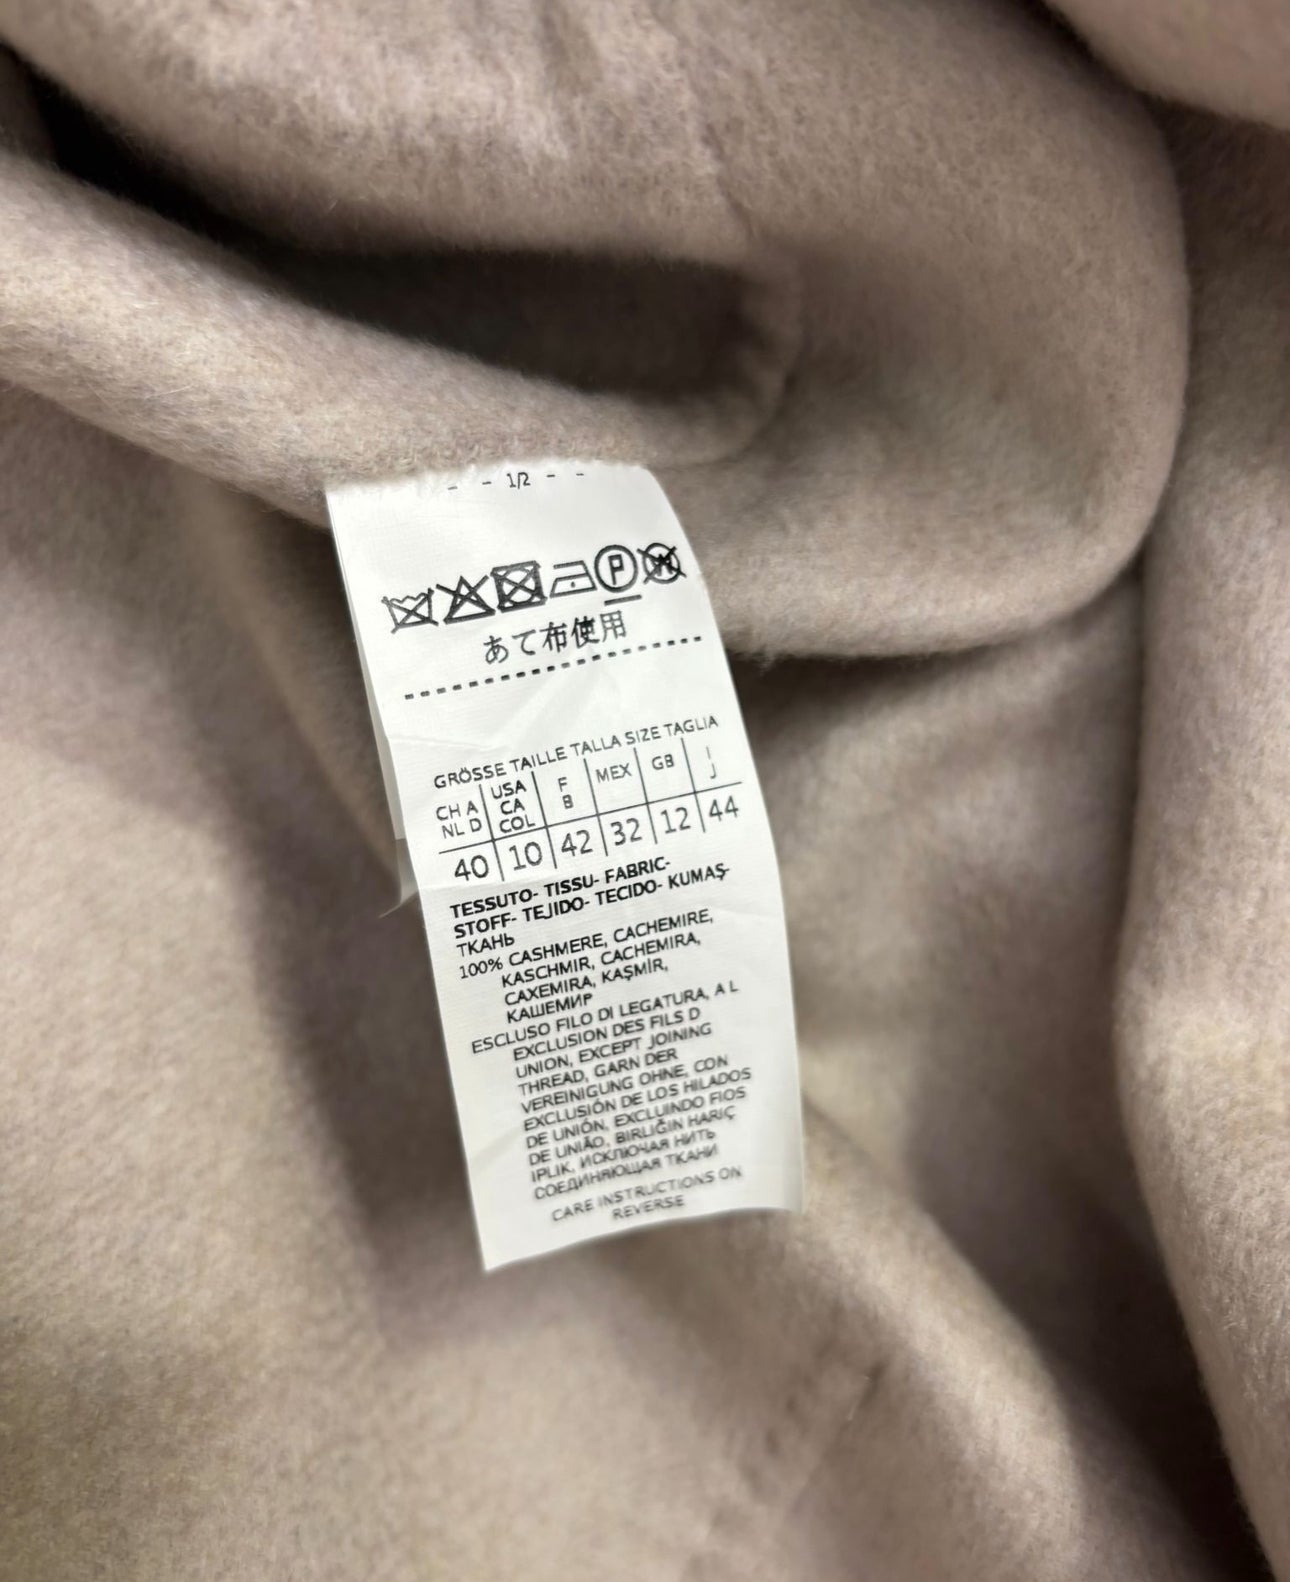 - - 1/2 - -
P W
あて布使用
GRÖSSE TAILLE TALLA SIZE TAGLIA
CH A NL D USA CA COL F B MEX GB I J
40 10 42 32 12 44
TESSUTO- TISSU- FABRIC-
STOFF- TEJIDO- TECIDO- KUMAŞ-
ТКАНЬ
100% CASHMERE, CACHEMIRE,
KASCHMIR, CACHEMIRA,
CAXEMIRA, KAŞMİR,
КАШЕМИР
ESCLUSO FILO DI LEGATURA, A L
EXCLUSION DES FILS D
UNION, EXCEPT JOINING
THREAD, GARN DER
VEREINIGUNG OHNE, CON
EXCLUSIÓN DE LOS HILADOS
DE UNIÓN, EXCLUINDO FIOS
DE UNIÃO, BIRLIĞIN HARIÇ
IPLIK, ИСКЛЮЧАЯ НИТЬ
СОЕДИНЯЮЩАЯ ТКАНИ
CARE INSTRUCTIONS ON
REVERSE